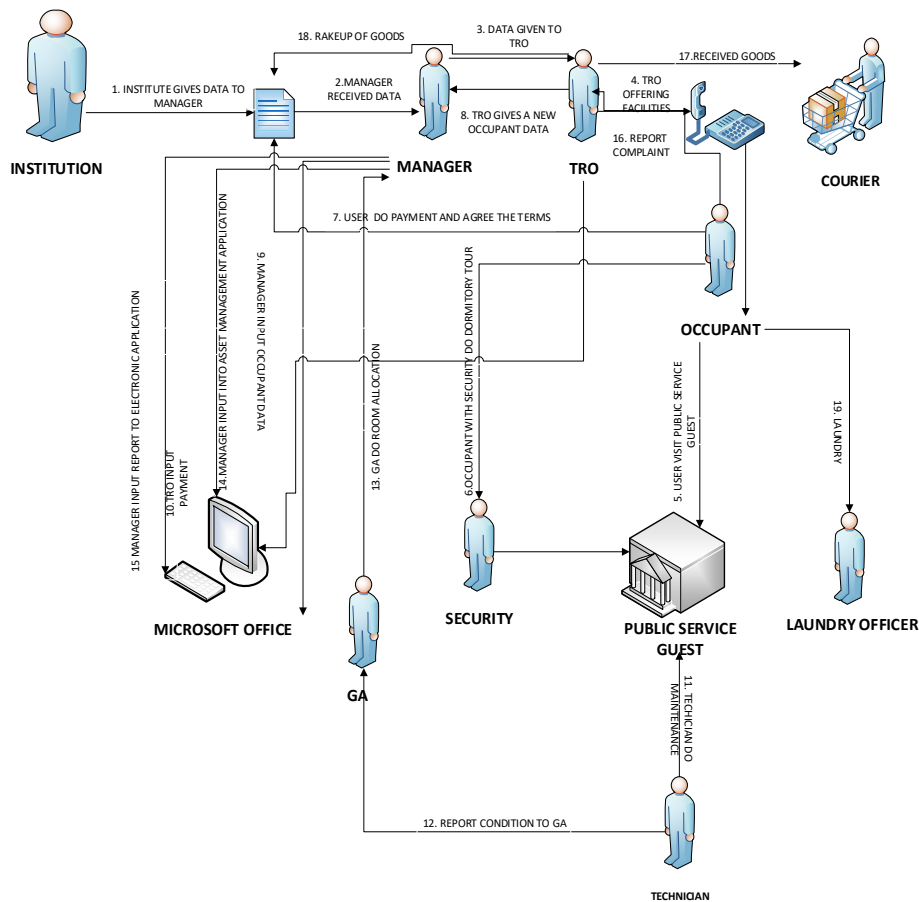 18. RAKEUP OF GOODS
3. DATA GIVEN TO
TRO
17.RECEIVED GOODS
1. INSTITUTE GIVES DATA TO
MANAGER
2.MANAGER
RECEIVED DATA
4. TRO
OFFERING
FACILITIES
8. TRO GIVES A NEW
OCCUPANT DATA
16. REPORT
COMPLAINT
INSTITUTION
MANAGER
TRO
COURIER
7. USER DO PAYMENT AND AGREE THE TERMS
OCCUPANT
15 MANAGER INPUT REPORT TO ELECTRONIC APPLICATION
10.TRO INPUT
PAYMENT
14.MANAGER INPUT INTO ASSET MANAGEMENT APPLICATION
9. MANAGER INPUT OCCUPANT DATA
13. GA DO ROOM ALLOCATION
6.OCCUPANT WITH SECURITY DO DORMITORY TOUR
5. USER VISIT PUBLIC SERVICE
GUEST
19. LAUNDRY
MICROSOFT OFFICE
SECURITY
PUBLIC SERVICE
GUEST
LAUNDRY OFFICER
GA
11. TECHICIAN DO
MAINTENANCE
12. REPORT CONDITION TO GA
TECHNICIAN